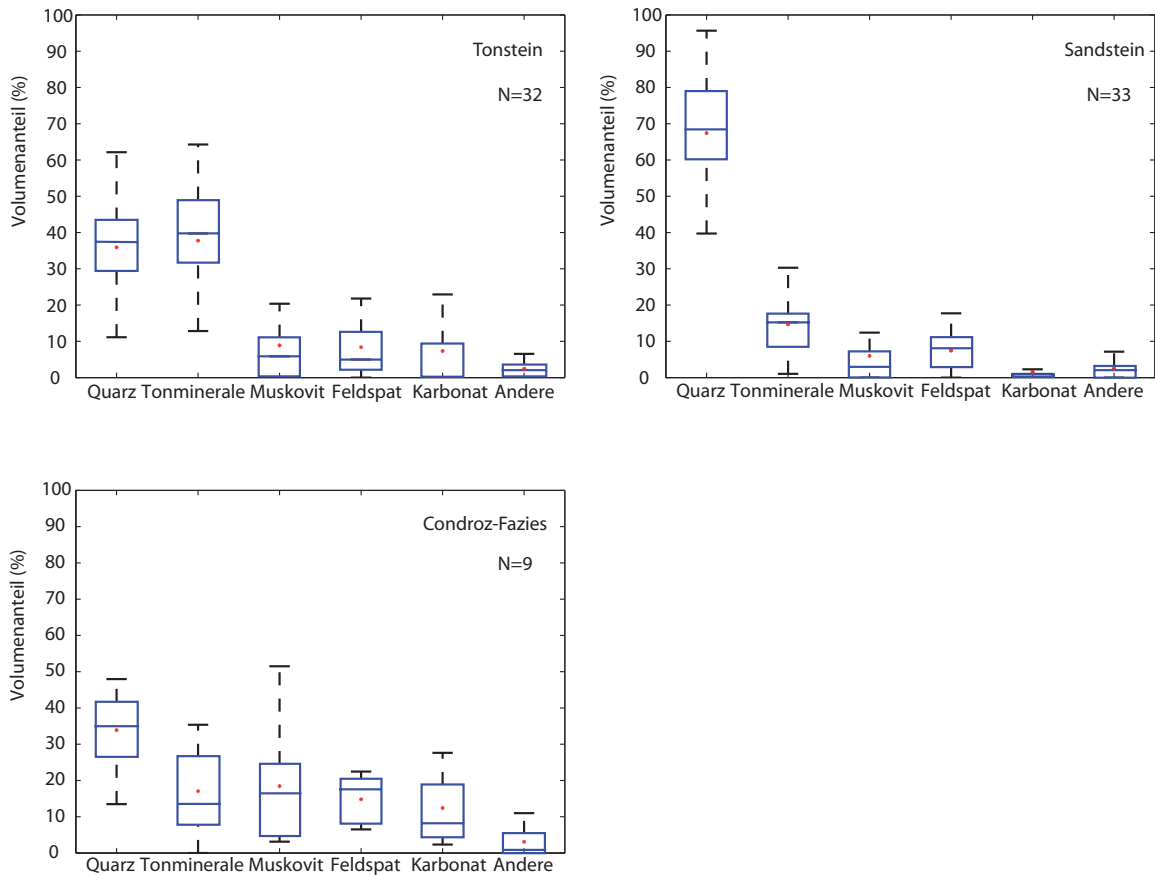 Volumenanteil (%)
100
90
80
70
60
50
40
30
20
10
0
Tonstein
N=32
Quarz Tonminerale Muskovit Feldspat Karbonat Andere
Volumenanteil (%)
100
90
80
70
60
50
40
30
20
10
0
Sandstein
N=33
Quarz Tonminerale Muskovit Feldspat Karbonat Andere
Volumenanteil (%)
100
90
80
70
60
50
40
30
20
10
0
Condroz-Fazies
N=9
Quarz Tonminerale Muskovit Feldspat Karbonat Andere